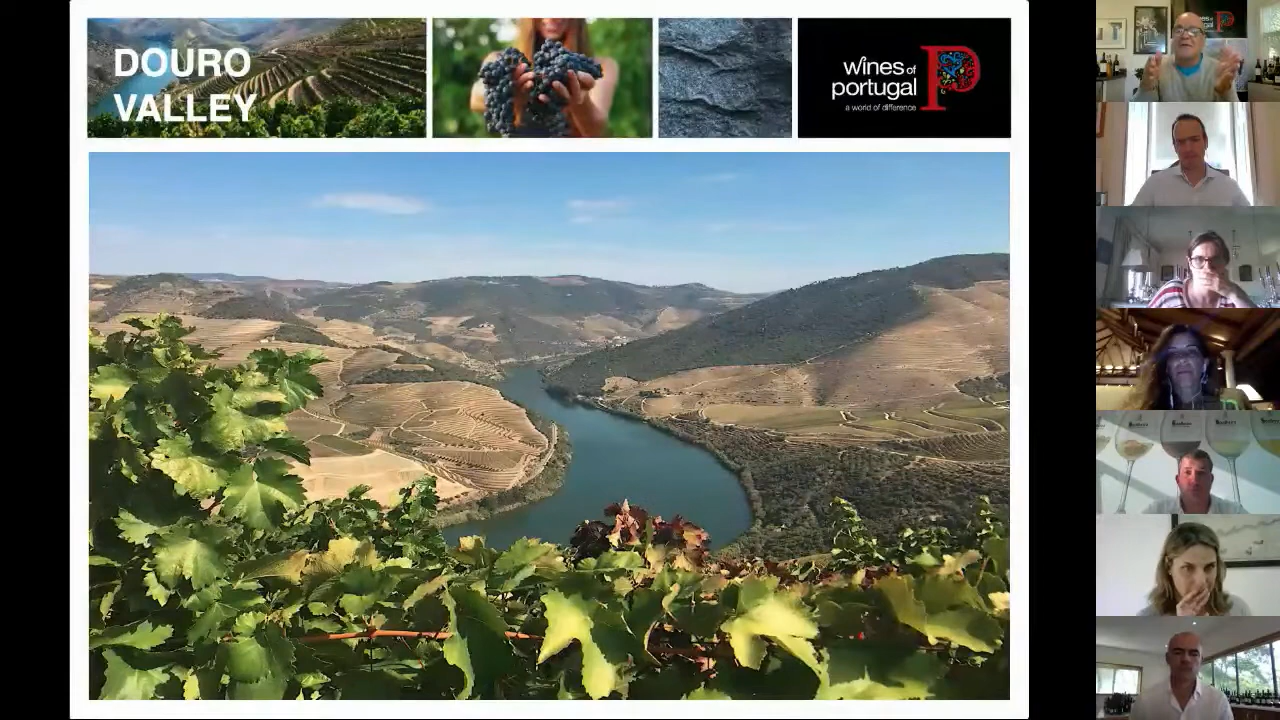 DOURO
VALLEY
wines of
portugal
a world of difference